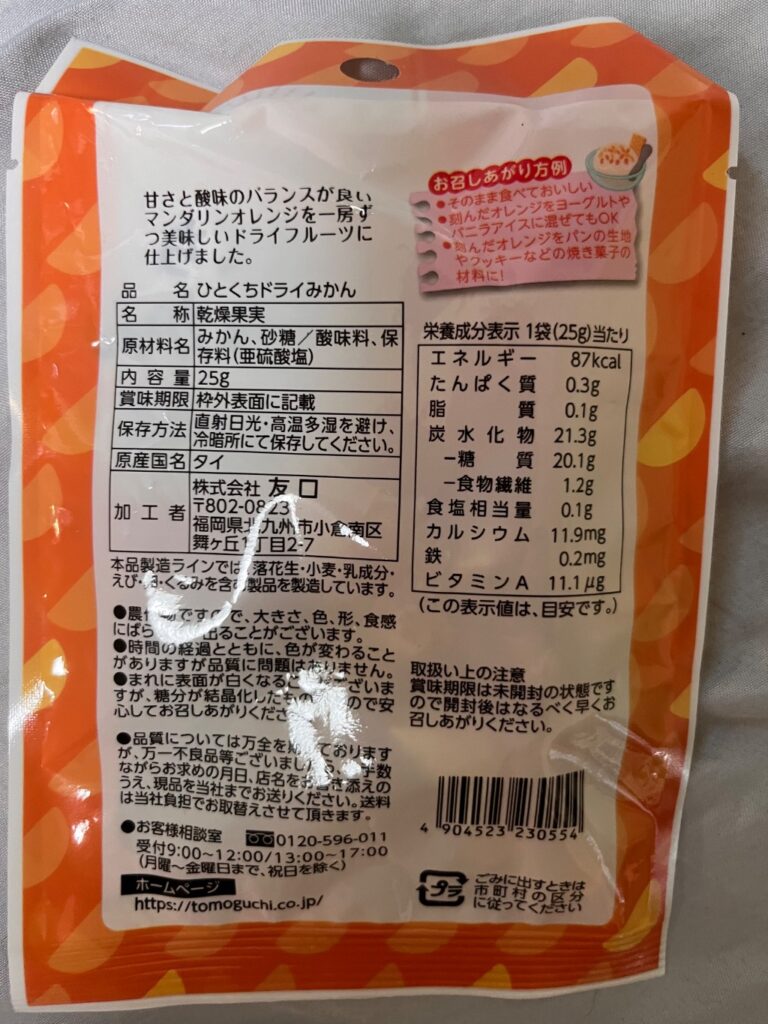 甘さと酸味のバランスが良い
マンダリンオレンジを一房ず
つ美味しいドライフルーツに
仕上げました。
お召しあがり方例
●そのまま食べておいしい
●刻んだオレンジをヨーグルトや
バニラアイスに混ぜてもOK
●刻んだオレンジをパンの生地
やクッキーなどの焼き菓子の
材料に!
品 名 ひとくちドライみかん
名 称 乾燥果実
原材料名 みかん、砂糖／酸味料、保
存料(亜硫酸塩)
内容量 25g
賞味期限 枠外表面に記載
保存方法 直射日光・高温多湿を避け、
冷暗所にて保存してください。
原産国名 タイ
加工者 株式会社 友口
〒802-0823
福岡県北九州市小倉南区
舞ヶ丘1丁目2-7
本品製造ラインでは、落花生・小麦・乳成分・
えび・・くるみを含む製品を製造しています。
●農作物ですので、大きさ、色、形、食感
にばら出ることがございます。
●時間の経過とともに、色が変わること
がありますが品質に問題はありません。
●まれに表面が白くなるございま
すが、糖分が結晶化したもので安
心してお召しあがりくださ
●品質については万全を期しております
が、万一不良品等ございましたら、お手数
ながらお求めの月日、店名をお書き添えの
うえ、現品を当社までお送りください。送料
は当社負担でお取替えさせて頂きます。
●お客様相談室 0120-596-011
受付9:00～12:00/13:00～17:00
(月曜～金曜日まで、祝日を除く)
ホームページ
https://tomoguchi.co.jp/
栄養成分表示 1袋(25g)当たり
エネルギー 87kcal
たんぱく質 0.3g
脂質 0.1g
炭水化物 21.3g
－糖質 20.1g
－食物繊維 1.2g
食塩相当量 0.1g
カルシウム 11.9mg
鉄 0.2mg
ビタミンA 11.1μg
(この表示値は、目安です。)
取扱い上の注意
賞味期限は未開封の状態です
ので開封後はなるべく早くお
召しあがりください。
4 904523 230554
プラ
ごみに出すときは
市町村の区分
に従ってください